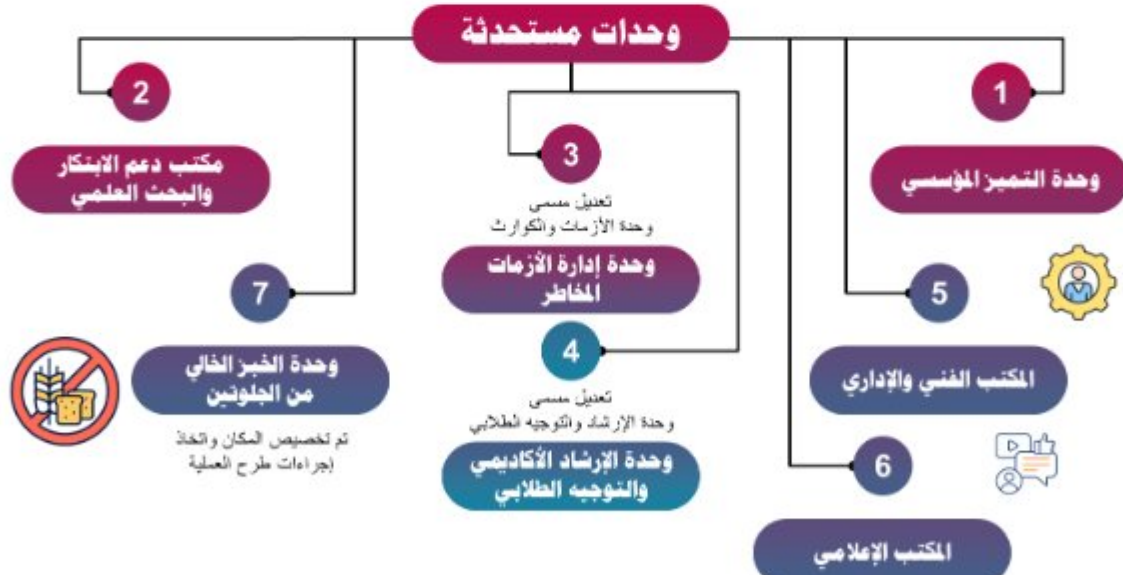 وحدات مستحدثة
1
وحدة التميز المؤسسي
2
مكتب دعم الابتكار
والبحث العلمي
3
تعديل مسمى
وحدة الأزمات والكوارث
وحدة إدارة الأزمات
المخاطر
4
تعديل مسمى
وحدة الإرشاد والتوجيه الطلابي
وحدة الإرشاد الأكاديمي
والتوجيه الطلابي
5
المكتب الفني والإداري
6
المكتب الإعلامي
7
وحدة الخبز الخالي
من الجلوتين
تم تخصيص المكان واتخاذ
إجراءات طرح العملية